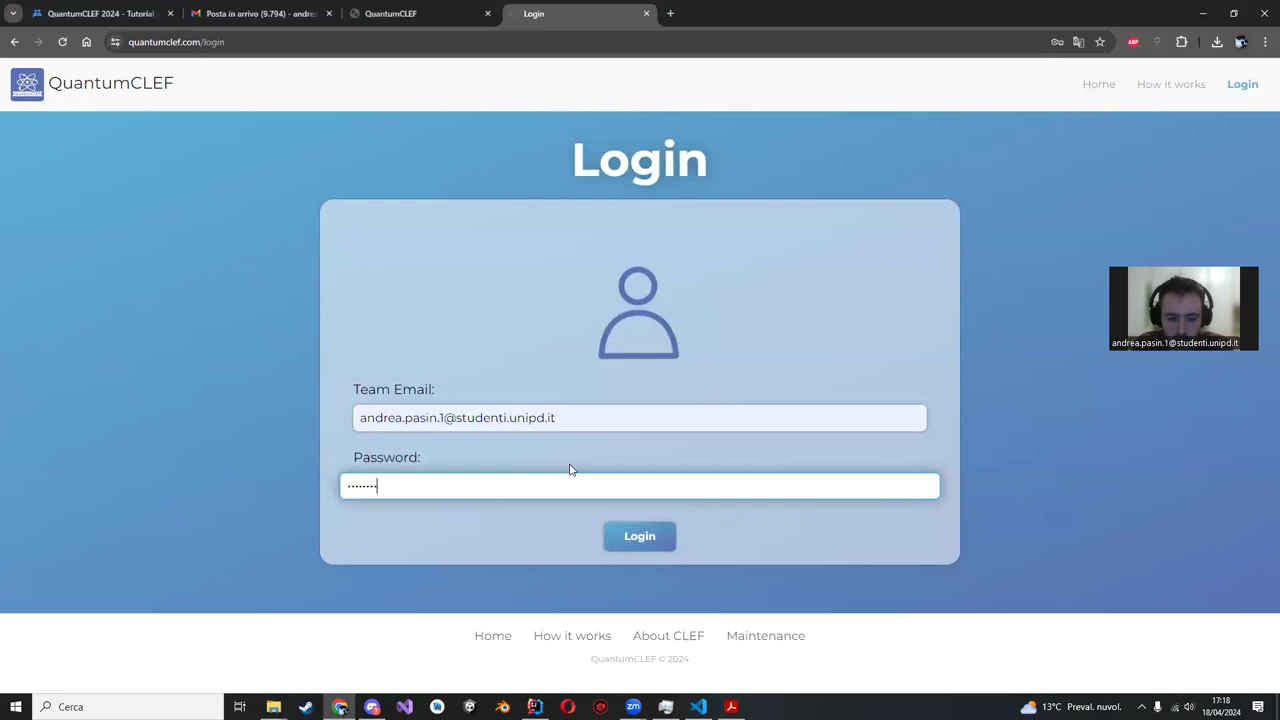 QuantumCLEF 2024 - Tutorial
Posta in arrivo (9.794) - andre
QuantumCLEF
Login
quantumclef.com/login
ABP
QuantumCLEF
Home
How it works
Login
Login
andrea.pasin.1@studenti.unipd.it
Team Email:
andrea.pasin.1@studenti.unipd.it
Password:
········
Login
Home
How it works
About CLEF
Maintenance
QuantumCLEF © 2024
Cerca
zm
13°C Preval. nuvol.
17:18
18/04/2024